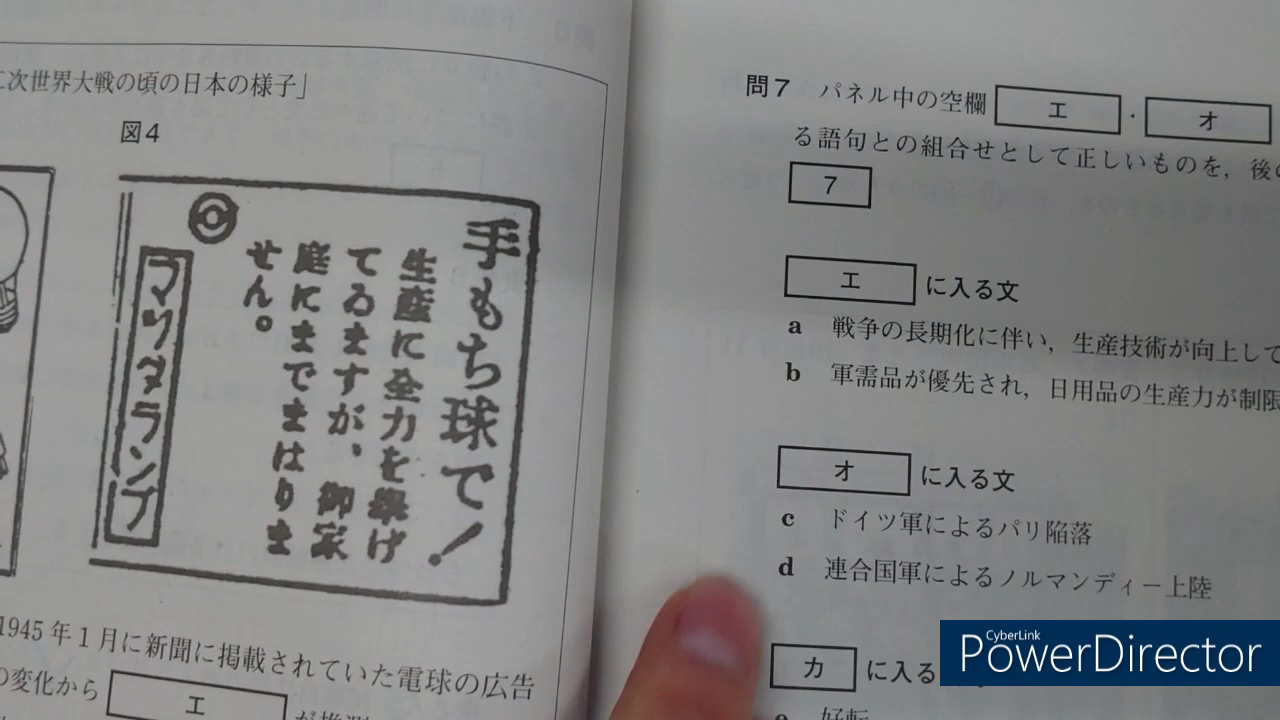 二次世界大戦の頃の日本の様子」
図4
手もち球で!
生産に全力を挙げ
てゐますが、御家
庭にまでまはりま
せん。
マツダランプ
1945年1月に新聞に掲載されていた電球の広告
の変化から エ が推測
問7 パネル中の空欄 エ ・ オ
る語句との組合せとして正しいものを,後の
7
エ に入る文
a 戦争の長期化に伴い,生産技術が向上して
b 軍需品が優先され,日用品の生産力が制限
オ に入る文
c ドイツ軍によるパリ陥落
d 連合国軍によるノルマンディー上陸
カ に入る
e 好転
CyberLink
PowerDirector